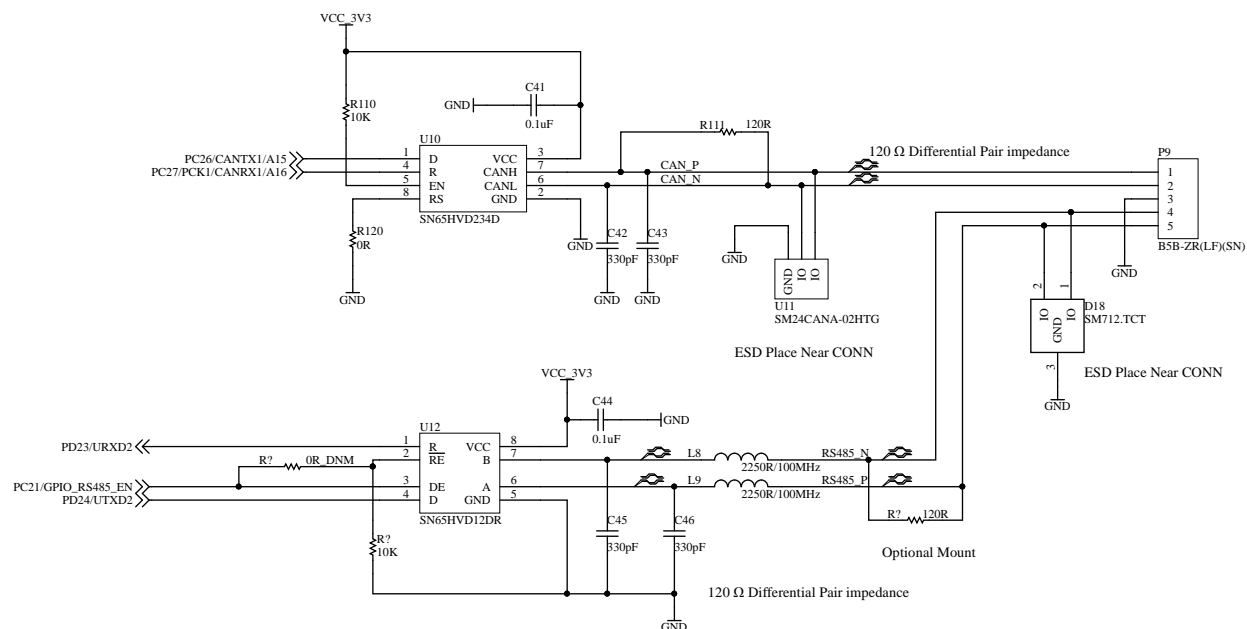 VCC_3V3
R110
10K
C41
GND
0.1uF
U10
PC26/CANTX1/A15
PC27/PCK1/CANRX1/A16
1
4
5
8
D
R
EN
RS
VCC
CANH
CANL
GND
3
7
6
2
SN65HVD234D
R120
0R
GND
GND
R111
120R
CAN_P
CAN_N
120 Ω Differential Pair impedance
C42
330pF
GND
C43
330pF
GND
GND
GND
IO
IO
U11
SM24CANA-02HTG
ESD Place Near CONN
P9
1
2
3
4
5
B5B-ZR(LF)(SN)
GND
2
1
IO
GND
IO
D18
SM712.TCT
3
GND
ESD Place Near CONN
VCC_3V3
C44
0.1uF
GND
U12
PD23/URXD2
R?
0R_DNM
PC21/GPIO_RS485_EN
PD24/UTXD2
1
2
3
4
R
RE
DE
D
VCC
B
A
GND
8
7
6
5
SN65HVD12DR
R?
10K
L8
2250R/100MHz
RS485_N
L9
2250R/100MHz
RS485_P
C45
330pF
C46
330pF
R?
120R
Optional Mount
120 Ω Differential Pair impedance
GND